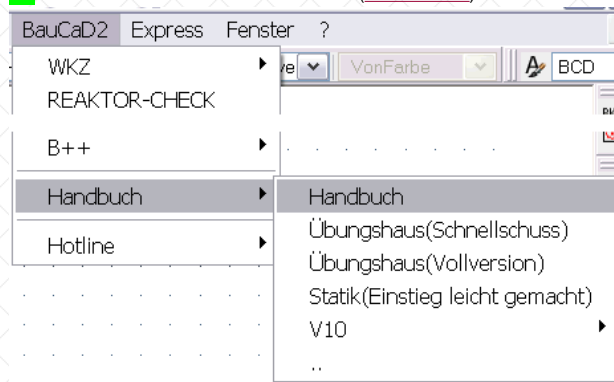 BauCaD2 Express Fenster ?
WKZ
ve VonFarbe BCD
REAKTOR-CHECK
B++
Handbuch
Handbuch
Übungshaus(Schnellschuss)
Hotline
Übungshaus(Vollversion)
Statik(Einstieg leicht gemacht)
V10
..